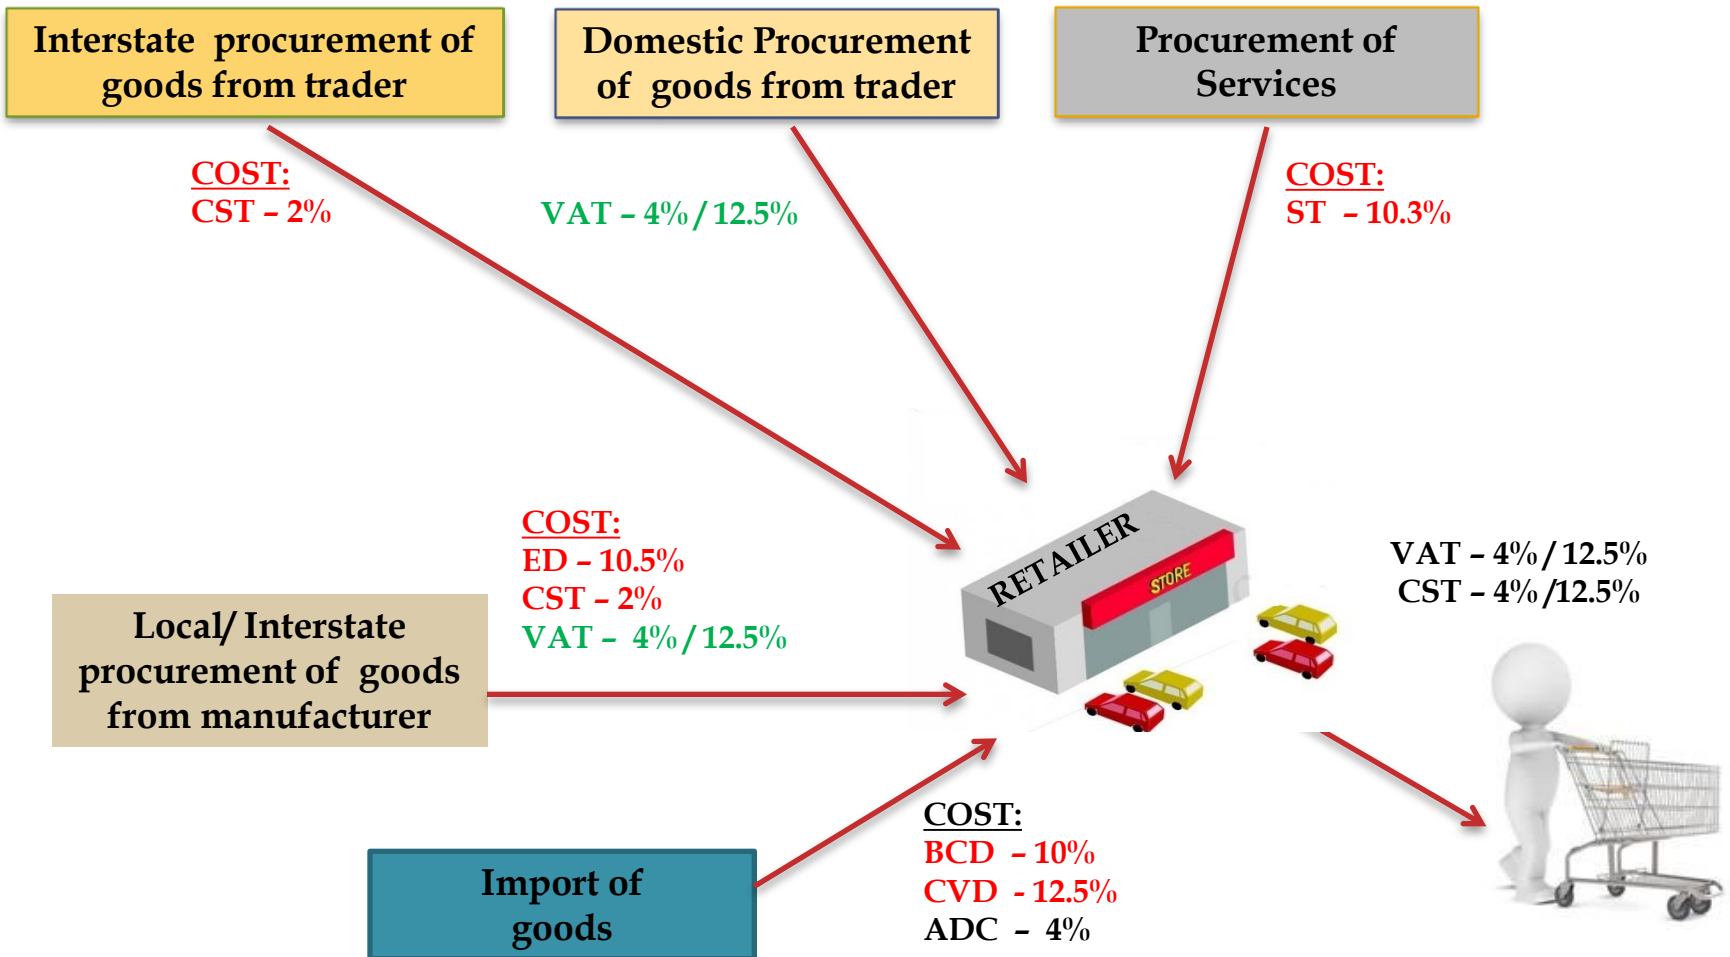 Interstate  procurement of
goods from trader
Domestic Procurement
of  goods from trader
Procurement of
Services
COST:
CST – 2%
VAT – 4% / 12.5%
COST:
ST  – 10.3%
COST:
ED – 10.5%
CST – 2%
VAT –  4% / 12.5%
RETAILER
STORE
VAT – 4% / 12.5%
CST – 4% /12.5%
Local/ Interstate
procurement of  goods
from manufacturer
Import of
goods
COST:
BCD  – 10%
CVD  - 12.5%
ADC  –  4%